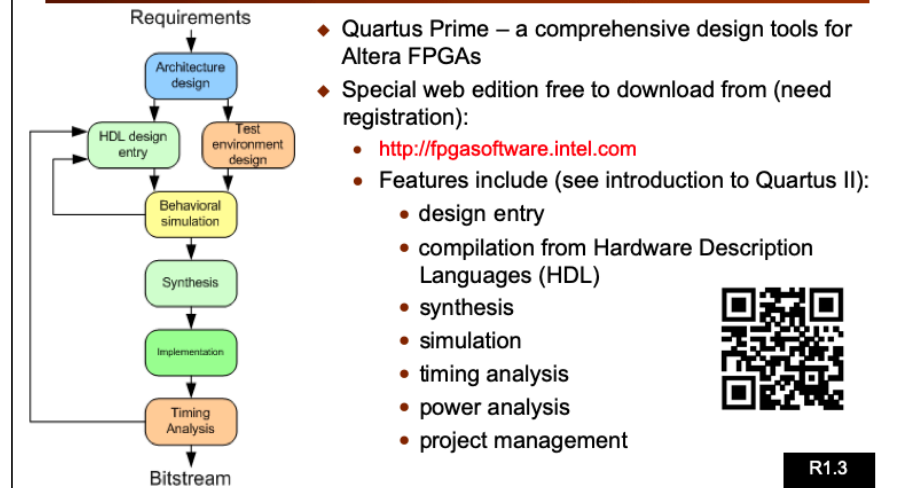 Requirements
Architecture
design
HDL design
entry
Test
environment
design
Behavioral
simulation
Synthesis
Implementation
Timing
Analysis
Bitstream
Quartus Prime – a comprehensive design tools for
Altera FPGAs
Special web edition free to download from (need
registration):
http://fpgasoftware.intel.com
Features include (see introduction to Quartus II):
design entry
compilation from Hardware Description
Languages (HDL)
synthesis
simulation
timing analysis
power analysis
project management
R1.3